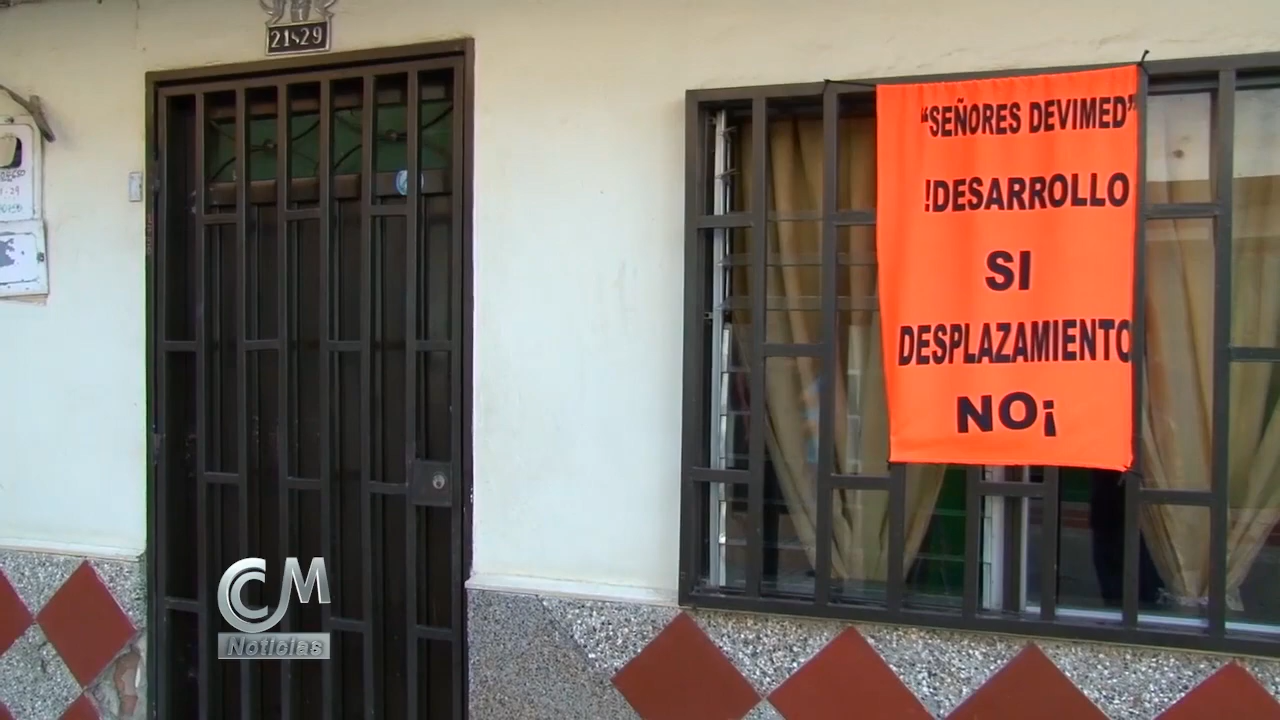 21-29
"SEÑORES DEVIMED"
!DESARROLLO
SI
DESPLAZAMIENTO
NO¡
CM
Noticias